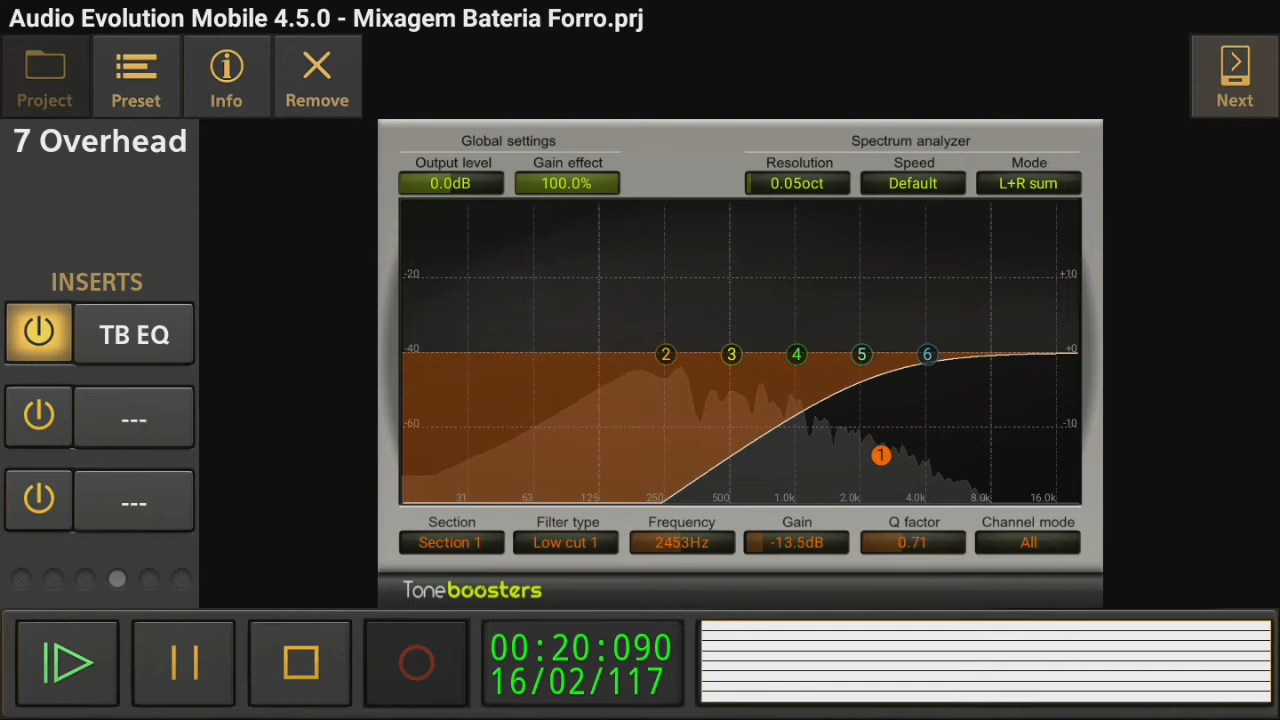 Audio Evolution Mobile 4.5.0 - Mixagem Bateria Forro.prj
Project Preset Info Remove Next
7 Overhead
Global settings Spectrum analyzer
Output level Gain effect Resolution Speed Mode
0.0dB 100.0% 0.05oct Default L+R sum
INSERTS
-20 +10
TB EQ
-40 +0
2 3 4 5 6
---
-60 -10
1
31 63 125 250 500 1.0k 2.0k 4.0k 8.0k 16.0k
---
Section Filter type Frequency Gain Q factor Channel mode
Section 1 Low cut 1 2453Hz -13.5dB 0.71 All
Toneboosters
00:20:090
16/02/117